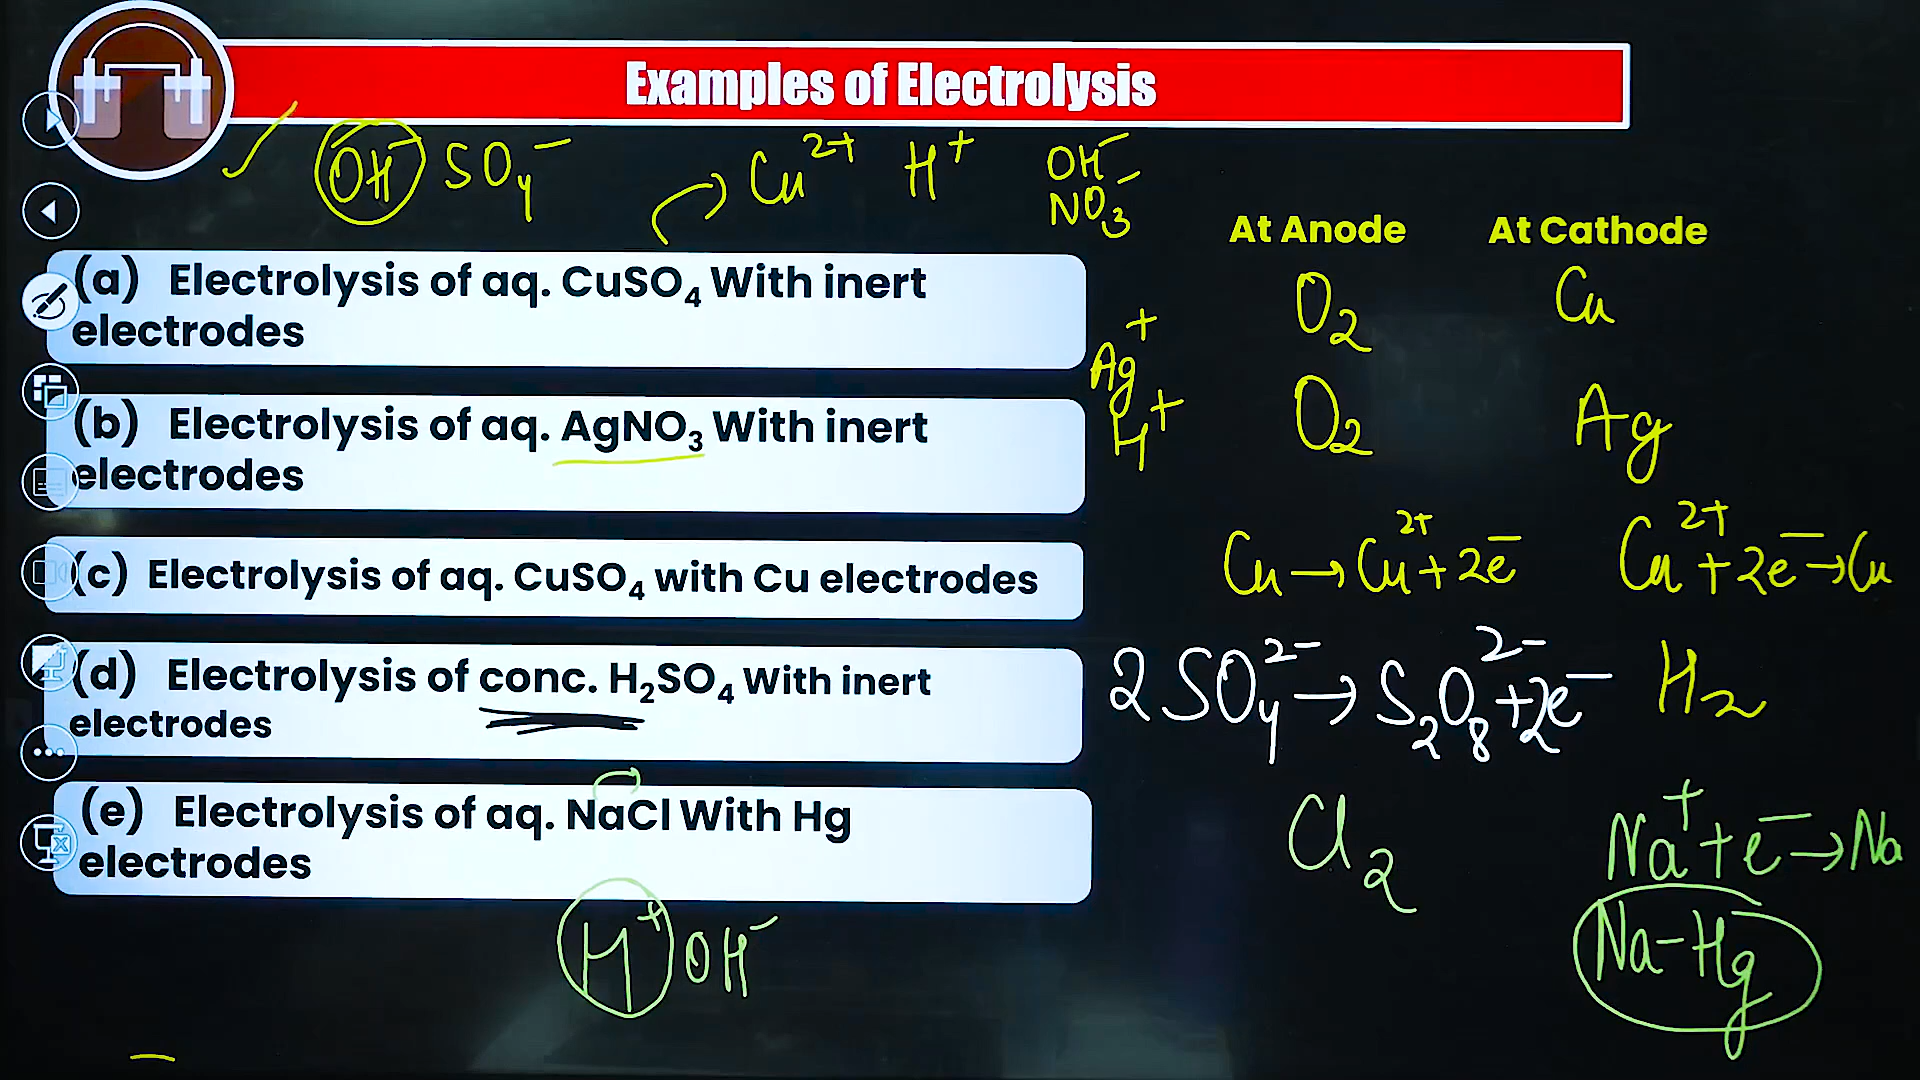 Examples of Electrolysis
OH⁻ SO₄⁻ Cu²⁺ H⁺ OH⁻
NO₃⁻
At Anode At Cathode
(a) Electrolysis of aq. CuSO₄ With inert
electrodes
O₂ Cu
Ag⁺
H⁺
(b) Electrolysis of aq. AgNO₃ With inert
electrodes
O₂ Ag
(c) Electrolysis of aq. CuSO₄ with Cu electrodes
Cu → Cu²⁺ + 2e⁻ Cu²⁺ + 2e⁻ → Cu
(d) Electrolysis of conc. H₂SO₄ With inert
electrodes
2SO₄²⁻ → S₂O₈²⁻ + 2e⁻ H₂
(e) Electrolysis of aq. NaCl With Hg
electrodes
Cl₂ Na⁺ + e⁻ → Na
Na-Hg
H⁺ OH⁻